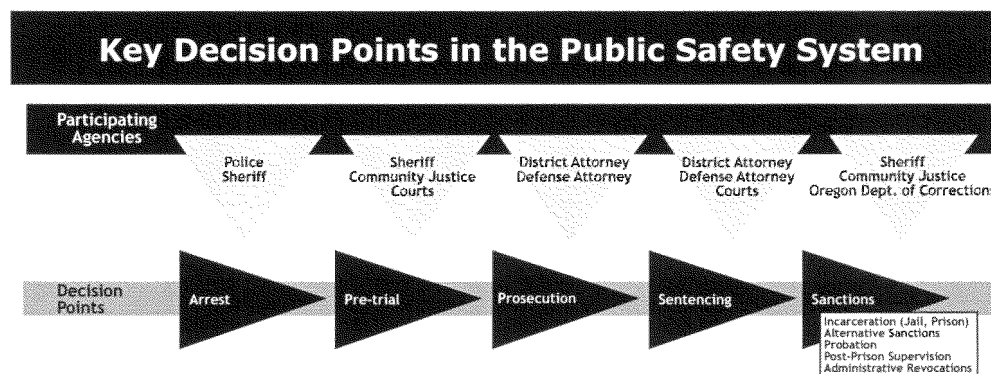 Key Decision Points in the Public Safety System
Participating
Agencies
Police
Sheriff
Sheriff
Community Justice
Courts
District Attorney
Defense Attorney
District Attorney
Defense Attorney
Courts
Sheriff
Community Justice
Oregon Dept. of Corrections
Decision
Points
Arrest
Pre-trial
Prosecution
Sentencing
Sanctions
Incarceration (Jail, Prison)
Alternative Sanctions
Probation
Post-Prison Supervision
Administrative Revocations